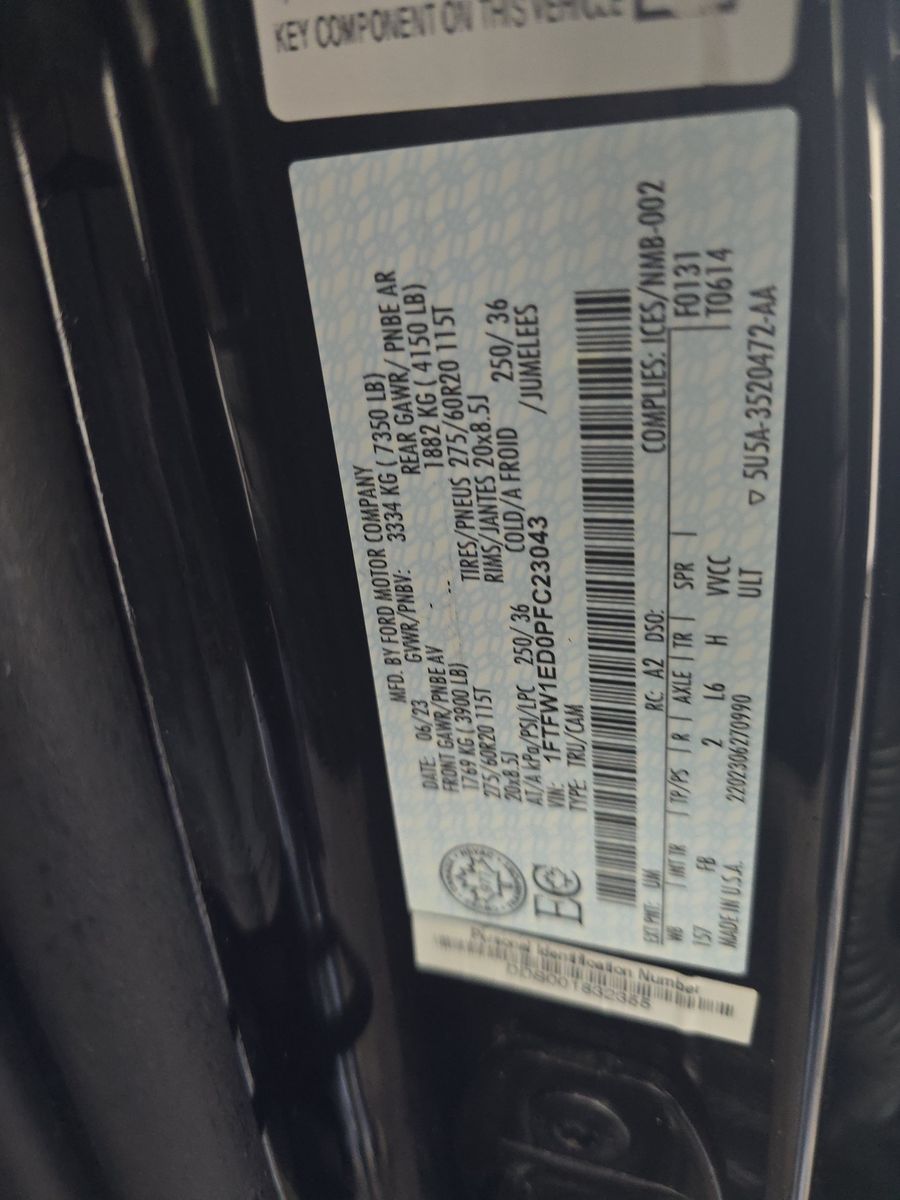 KEY COMPONENT ON THIS VEHICLE
MFD. BY FORD MOTOR COMPANY
DATE: 06/23 GVWR/PNBV: 3334 KG ( 7350 LB)
FRONT GAWR/PNBE AV REAR GAWR/ PNBE AR
1769 KG ( 3900 LB) 1882 KG ( 4150 LB)
275/60R20 115T TIRES/PNEUS 275/60R20 115T
20x8.5J RIMS/JANTES 20x8.5J
AT/A kPa/PSI/LPC 250/ 36 COLD/A FROID 250/ 36
VIN: 1FTFW1ED0PFC23043 /JUMELEES
TYPE: TRU/CAM
EC
COMPLIES: ICES/NMB-002
EXT PNT: UM RC: A2 DSO: F0131
WB INT TR TP/PS R AXLE TR SPR T0614
157 FB 2 L6 H VVCC
ULT
MADE IN U.S.A. 2202306270990 5U5A-3520472-AA
Personal Identification Number